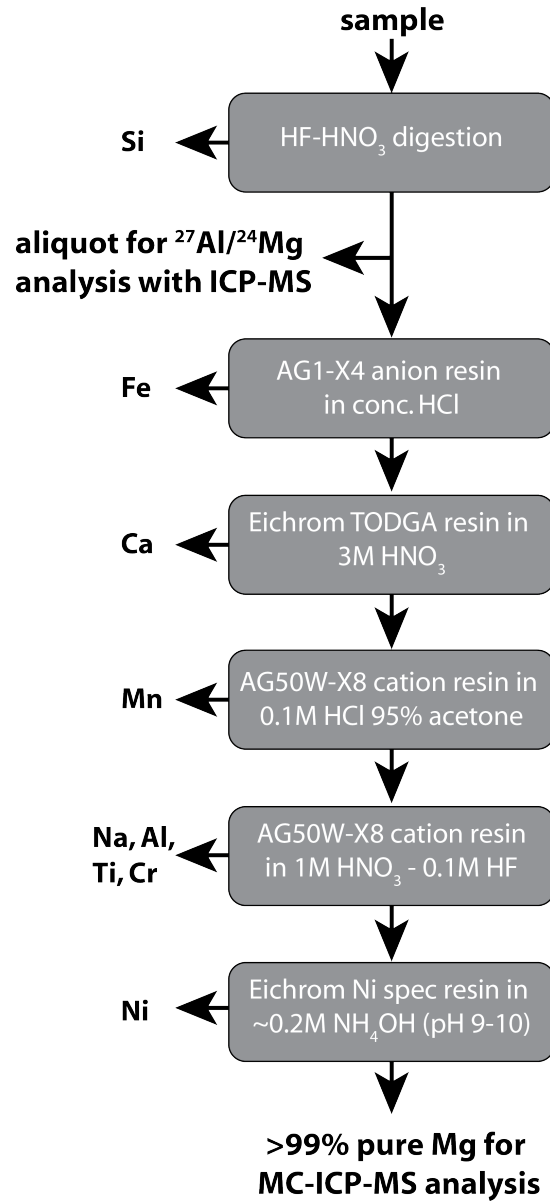 sample
Si
HF-HNO₃ digestion
aliquot for ²⁷Al/²⁴Mg
analysis with ICP-MS
Fe
AG1-X4 anion resin
in conc. HCl
Ca
Eichrom TODGA resin in
3M HNO₃
Mn
AG50W-X8 cation resin in
0.1M HCl 95% acetone
Na, Al,
Ti, Cr
AG50W-X8 cation resin
in 1M HNO₃ - 0.1M HF
Ni
Eichrom Ni spec resin in
~0.2M NH₄OH (pH 9-10)
>99% pure Mg for
MC-ICP-MS analysis